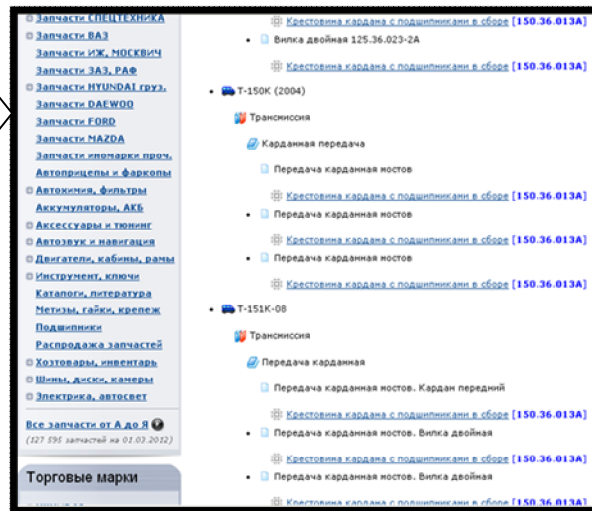 Запчасти СПЕЦТЕХНИКА
Запчасти ВАЗ
Запчасти ИЖ, МОСКВИЧ
Запчасти ЗАЗ, РАФ
Запчасти HYUNDAI груз.
Запчасти DAEWOO
Запчасти FORD
Запчасти MAZDA
Запчасти иномарки проч.
Автоприцепы и фаркопы
Автохимия, фильтры
Аккумуляторы, АКБ
Аксессуары и тюнинг
Автозвук и навигация
Двигатели, кабины, рамы
Инструмент, ключи
Каталоги, литература
Метизы, гайки, крепеж
Подшипники
Распродажа запчастей
Хозтовары, инвентарь
Шины, диски, камеры
Электрика, автосвет
Все запчасти от А до Я
(127 595 запчастей на 01.03.2012)
Торговые марки
Крестовина кардана с подшипниками в сборе [150.36.013А]
Вилка двойная 125.36.023-2А
Крестовина кардана с подшипниками в сборе [150.36.013А]
Т-150К (2004)
Трансмиссия
Карданная передача
Передача карданная мостов
Крестовина кардана с подшипниками в сборе [150.36.013А]
Передача карданная мостов
Крестовина кардана с подшипниками в сборе [150.36.013А]
Передача карданная мостов
Крестовина кардана с подшипниками в сборе [150.36.013А]
Т-151К-08
Трансмиссия
Передача карданная
Передача карданная мостов. Кардан передний
Крестовина кардана с подшипниками в сборе [150.36.013А]
Передача карданная мостов. Вилка двойная
Крестовина кардана с подшипниками в сборе [150.36.013А]
Передача карданная мостов. Вилка двойная
Крестовина кардана с подшипниками в сборе [150.36.013А]